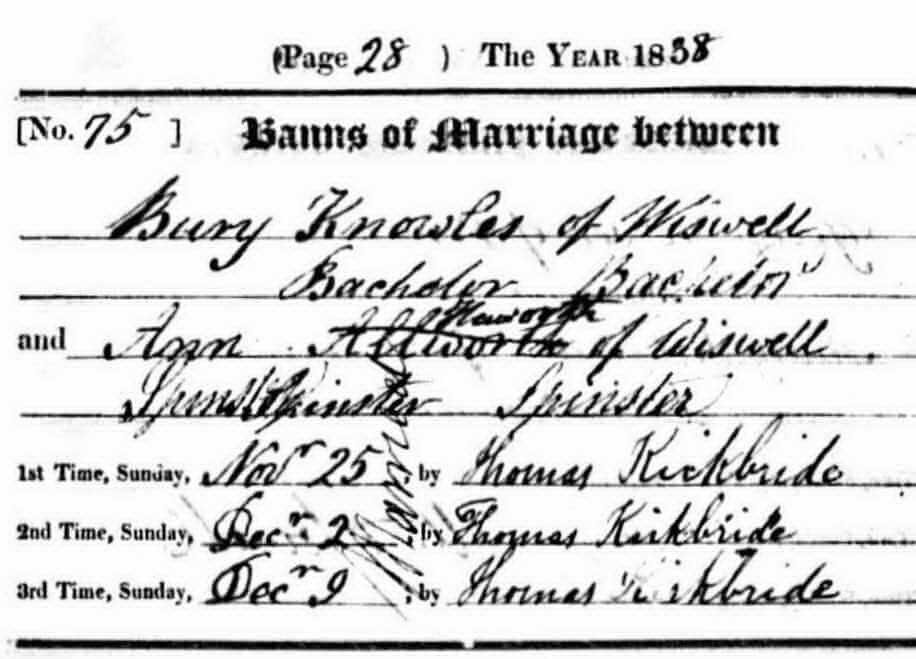 (Page 28 ) The YEAR 1838
[No. 75 ] Banns of Marriage between
Bury Knowles of Wiswell
Bachelor Bachelor
Haworth
and Ann Allworth of Wiswell
Spinst Spinster Spinster
1st Time, Sunday, Novr 25 ; by Thomas Kirkbride
2nd Time, Sunday, Decr 2 ; by Thomas Kirkbride
3rd Time, Sunday, Decr 9 ; by Thomas Kirkbride
Married